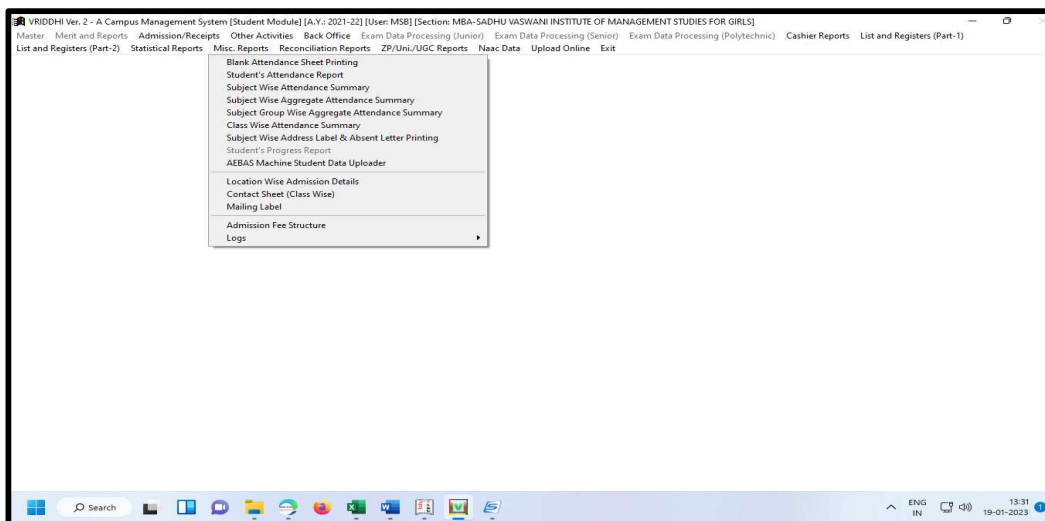 VRIDDHI Ver. 2 - A Campus Management System [Student Module] [A.Y.: 2021-22] [User: MSB] [Section: MBA-SADHU VASWANI INSTITUTE OF MANAGEMENT STUDIES FOR GIRLS]
Master Merit and Reports Admission/Receipts Other Activities Back Office Exam Data Processing (Junior) Exam Data Processing (Senior) Exam Data Processing (Polytechnic) Cashier Reports List and Registers (Part-1)
List and Registers (Part-2) Statistical Reports Misc. Reports Reconciliation Reports ZP/Uni./UGC Reports Naac Data Upload Online Exit
Blank Attendance Sheet Printing
Student's Attendance Report
Subject Wise Attendance Summary
Subject Wise Aggregate Attendance Summary
Subject Group Wise Aggregate Attendance Summary
Class Wise Attendance Summary
Subject Wise Address Label & Absent Letter Printing
Student's Progress Report
AEBAS Machine Student Data Uploader
Location Wise Admission Details
Contact Sheet (Class Wise)
Mailing Label
Admission Fee Structure
Logs
Search
ENG 13:31
IN 19-01-2023 1